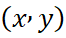 (x, y)